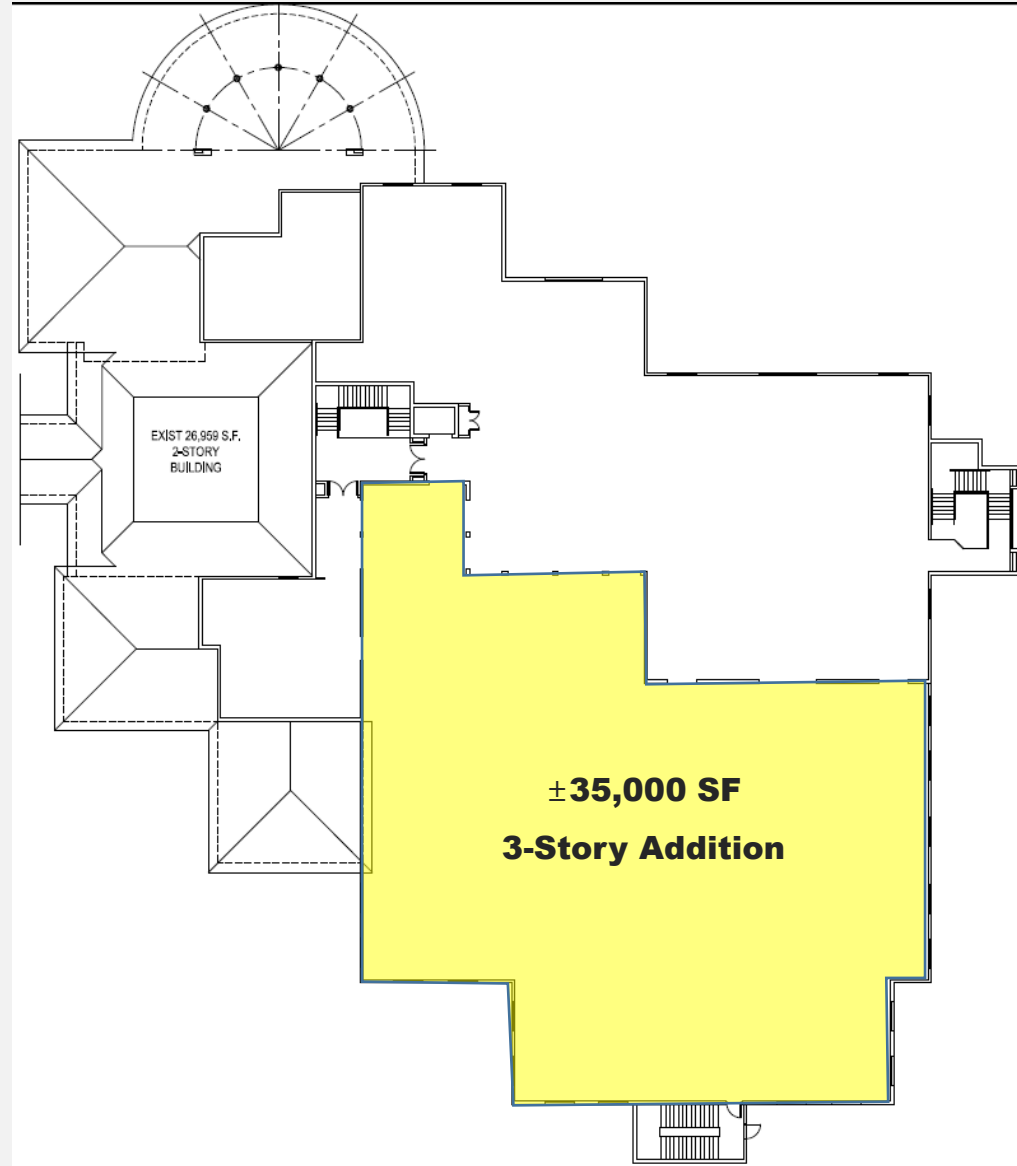 EXIST 26,959 S.F.
2-STORY
BUILDING
±35,000 SF
3-Story Addition